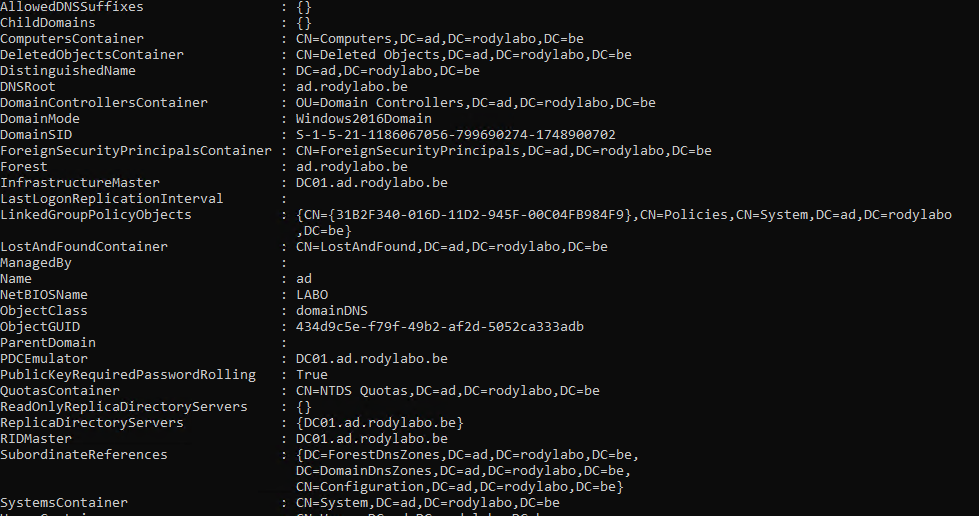 AllowedDNSSuffixes : {}
ChildDomains : {}
ComputersContainer : CN=Computers,DC=ad,DC=rodylabo,DC=be
DeletedObjectsContainer : CN=Deleted Objects,DC=ad,DC=rodylabo,DC=be
DistinguishedName : DC=ad,DC=rodylabo,DC=be
DNSRoot : ad.rodylabo.be
DomainControllersContainer : OU=Domain Controllers,DC=ad,DC=rodylabo,DC=be
DomainMode : Windows2016Domain
DomainSID : S-1-5-21-1186067056-799690274-1748900702
ForeignSecurityPrincipalsContainer : CN=ForeignSecurityPrincipals,DC=ad,DC=rodylabo,DC=be
Forest : ad.rodylabo.be
InfrastructureMaster : DC01.ad.rodylabo.be
LastLogonReplicationInterval :
LinkedGroupPolicyObjects : {CN={31B2F340-016D-11D2-945F-00C04FB984F9},CN=Policies,CN=System,DC=ad,DC=rodylabo
,DC=be}
LostAndFoundContainer : CN=LostAndFound,DC=ad,DC=rodylabo,DC=be
ManagedBy :
Name : ad
NetBIOSName : LABO
ObjectClass : domainDNS
ObjectGUID : 434d9c5e-f79f-49b2-af2d-5052ca333adb
ParentDomain :
PDCEmulator : DC01.ad.rodylabo.be
PublicKeyRequiredPasswordRolling : True
QuotasContainer : CN=NTDS Quotas,DC=ad,DC=rodylabo,DC=be
ReadOnlyReplicaDirectoryServers : {}
ReplicaDirectoryServers : {DC01.ad.rodylabo.be}
RIDMaster : DC01.ad.rodylabo.be
SubordinateReferences : {DC=ForestDnsZones,DC=ad,DC=rodylabo,DC=be,
DC=DomainDnsZones,DC=ad,DC=rodylabo,DC=be,
CN=Configuration,DC=ad,DC=rodylabo,DC=be}
SystemsContainer : CN=System,DC=ad,DC=rodylabo,DC=be